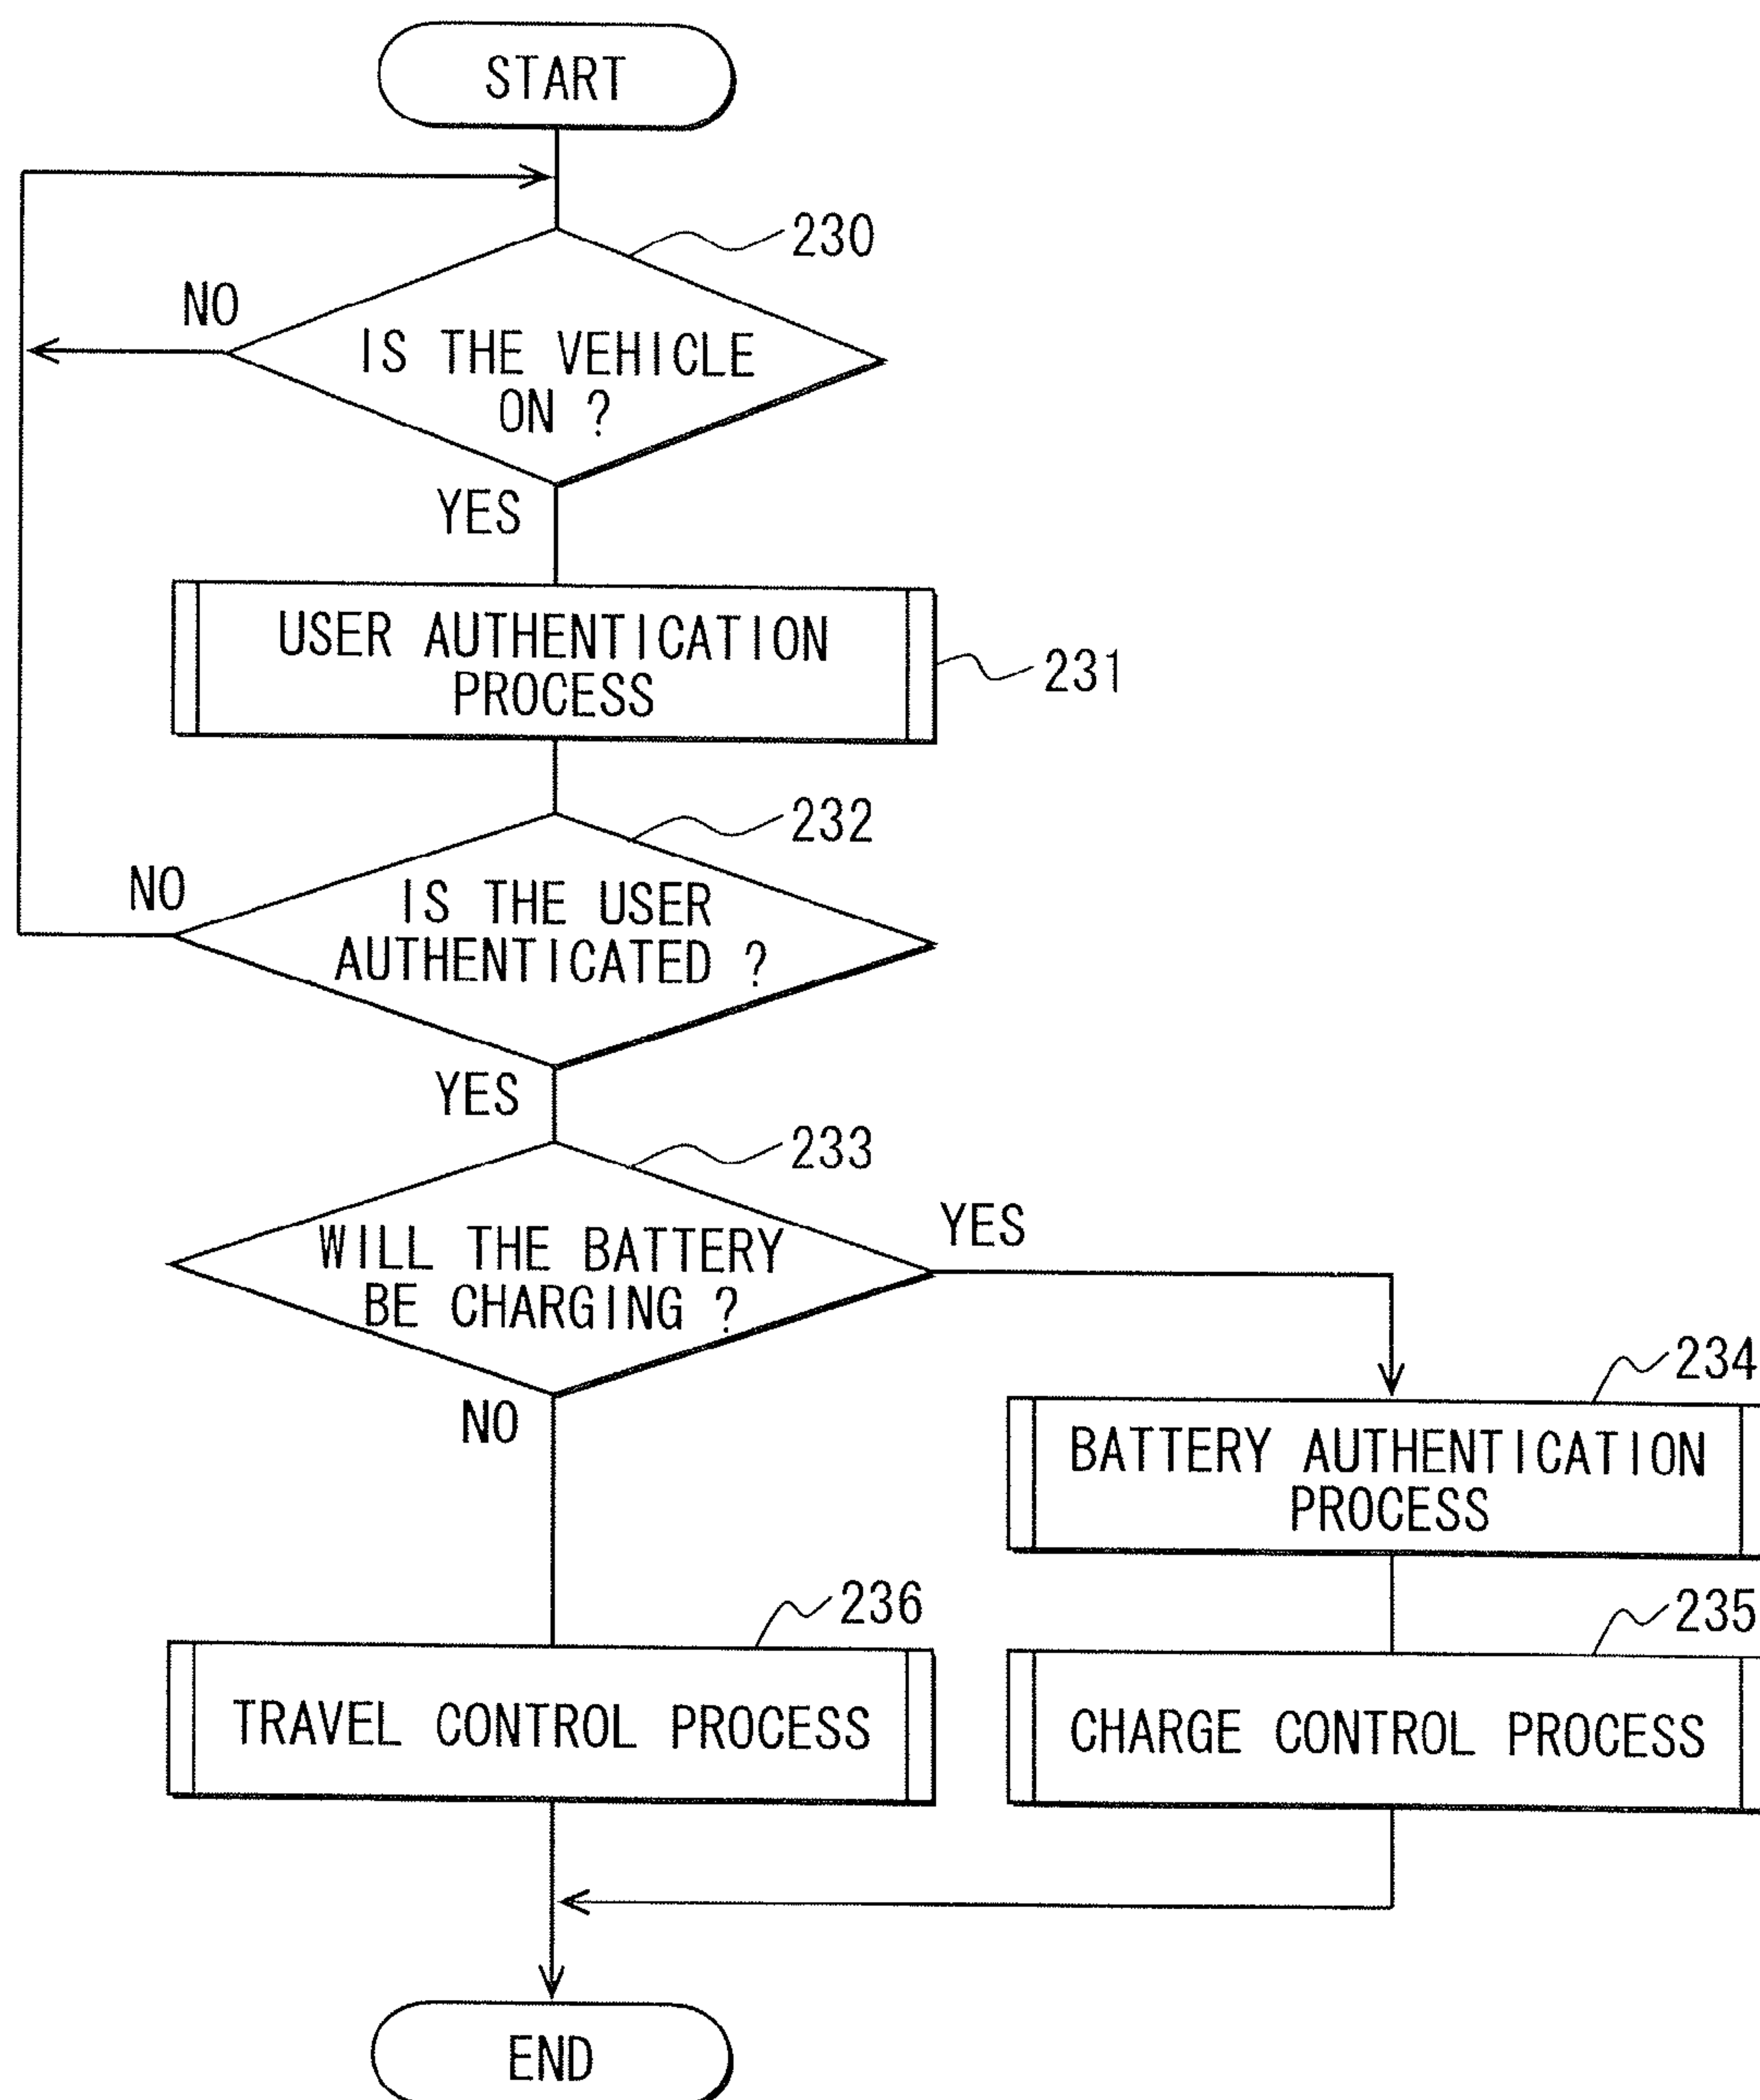 START
230
NO
IS THE VEHICLE
ON ?
YES
USER AUTHENTICATION
PROCESS
231
232
NO
IS THE USER
AUTHENTICATED ?
YES
233
WILL THE BATTERY
BE CHARGING ?
YES
NO
234
BATTERY AUTHENTICATION
PROCESS
236
235
TRAVEL CONTROL PROCESS
CHARGE CONTROL PROCESS
END